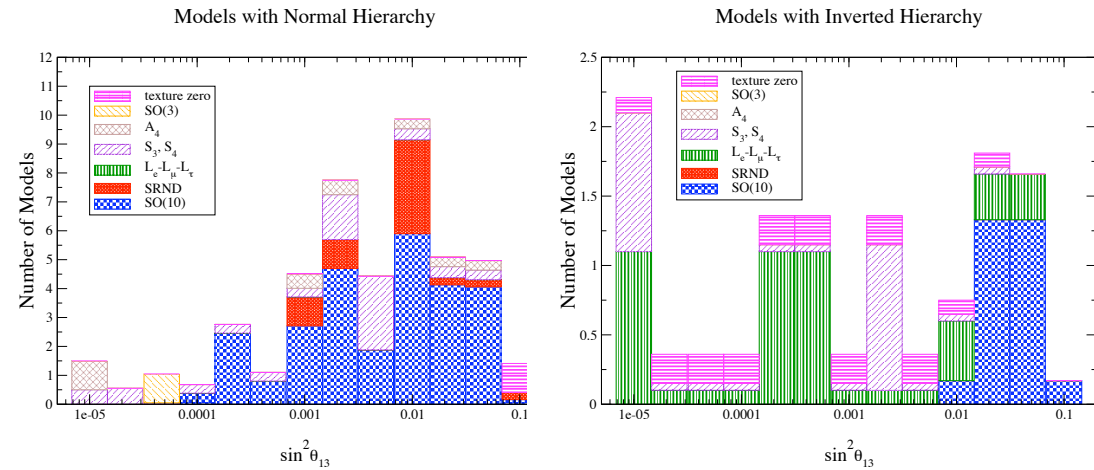 Models with Normal Hierarchy
12
11
10
9
8
7
6
5
4
3
2
1
0
Number of Models
texture zero
SO(3)
A₄
S₃, S₄
Lₑ-L_μ-L_τ
SRND
SO(10)
1e-05
0.0001
0.001
0.01
0.1
sin²θ₁₃
Models with Inverted Hierarchy
2.5
2
1.5
1
0.5
0
Number of Models
texture zero
SO(3)
A₄
S₃, S₄
Lₑ-L_μ-L_τ
SRND
SO(10)
1e-05
0.0001
0.001
0.01
0.1
sin²θ₁₃